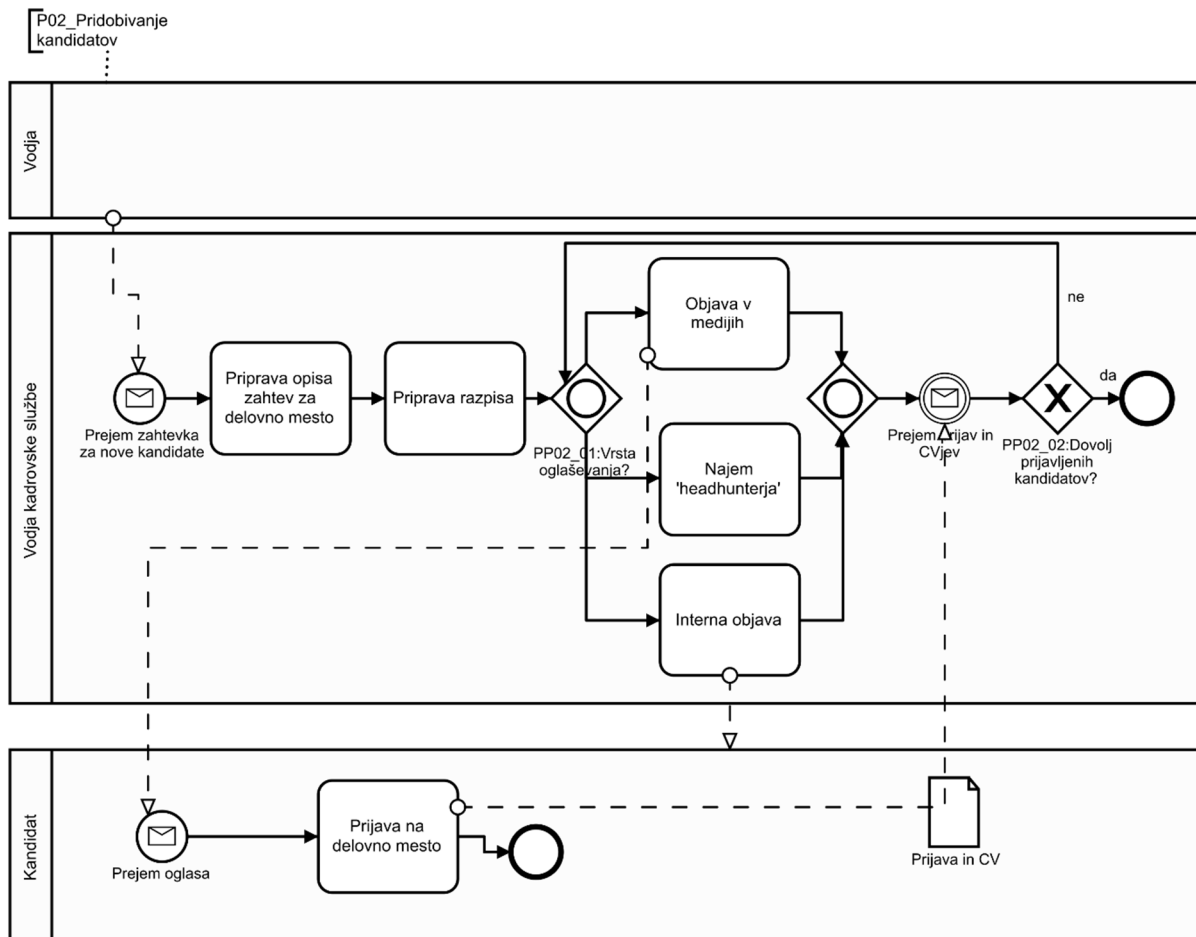 P02_Pridobivanje
kandidatov
Vodja
Vodja kadrovske službe
ne
Objava v
medijih
Priprava opisa
zahtev za
delovno mesto
Priprava razpisa
da
Prejem zahtevka
za nove kandidate
PP02_01:Vrsta
oglaševanja?
Najem
'headhunterja'
Prejem prijav in
CVjev
PP02_02:Dovolj
prijavljenih
kandidatov?
Interna objava
Kandidat
Prejem oglasa
Prijava na
delovno mesto
Prijava in CV